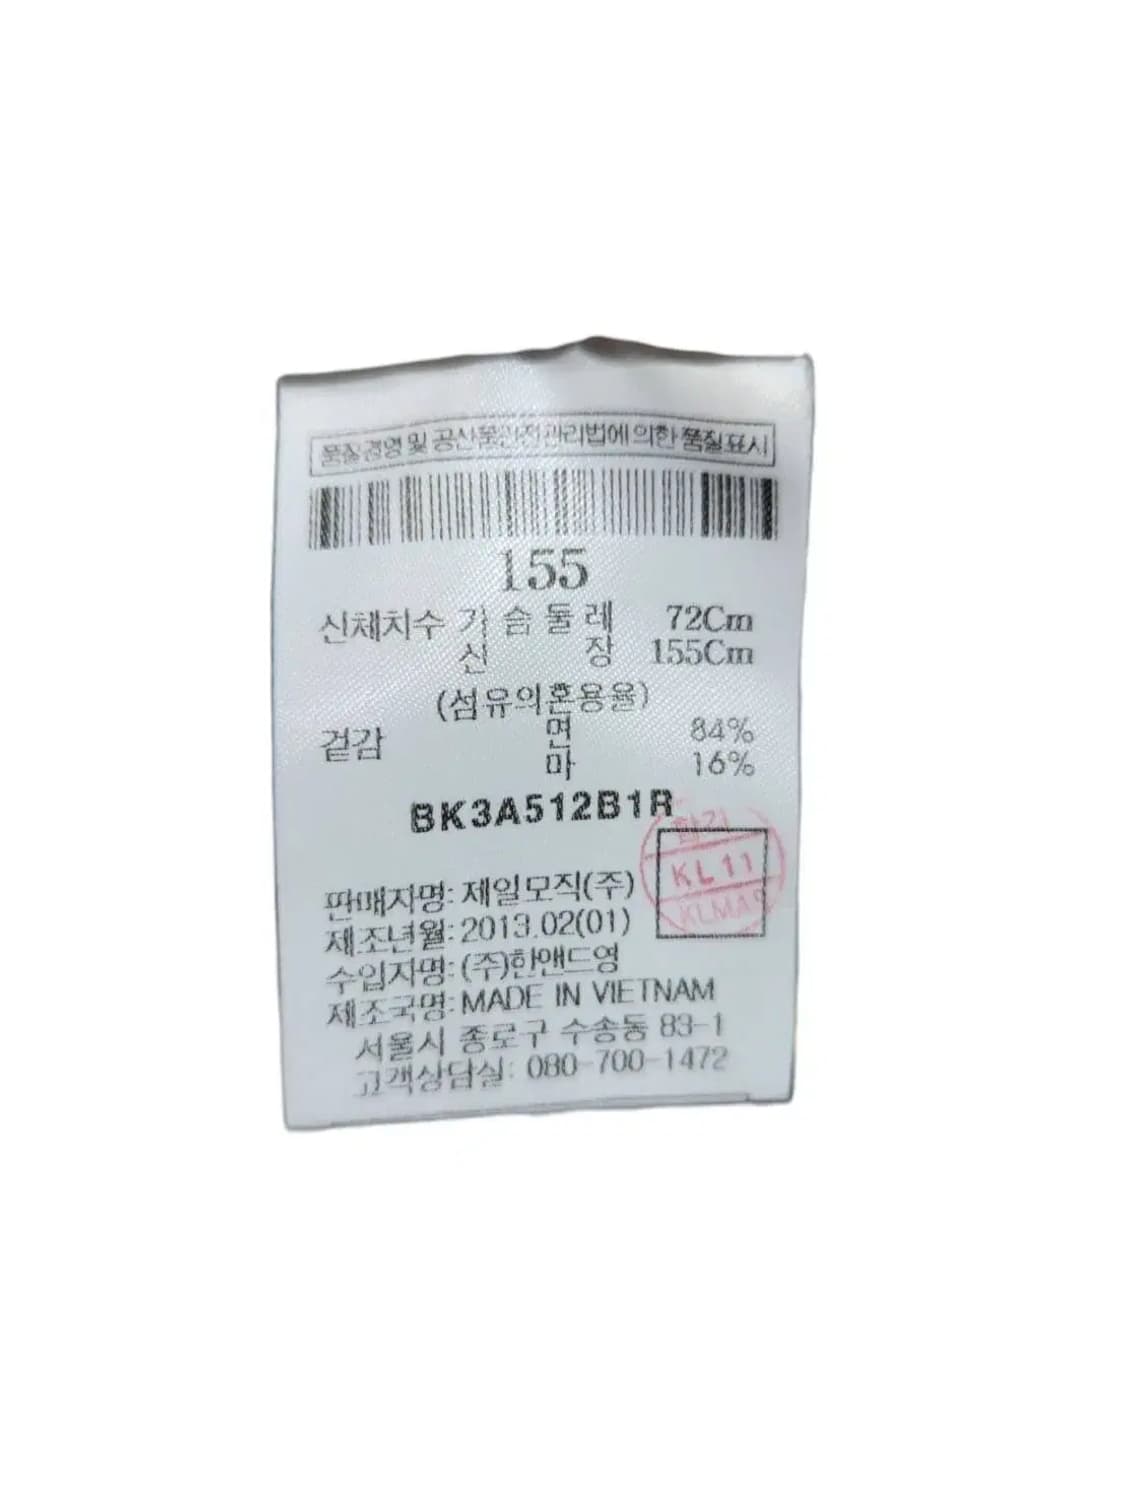 품질경영 및 공산품안전관리법에 의한 품질표시
155
신체치수 가 슴 둘 레 72Cm
신 장 155Cm
(섬유의혼용율)
겉감 면 84%
마 16%
BK3A512B1R
합격
KL 11
KLMA
판매자명: 제일모직(주)
제조년월: 2013.02(01)
수입자명: (주)한앤드영
제조국명: MADE IN VIETNAM
서울시 종로구 수송동 83-1
고객상담실: 080-700-1472